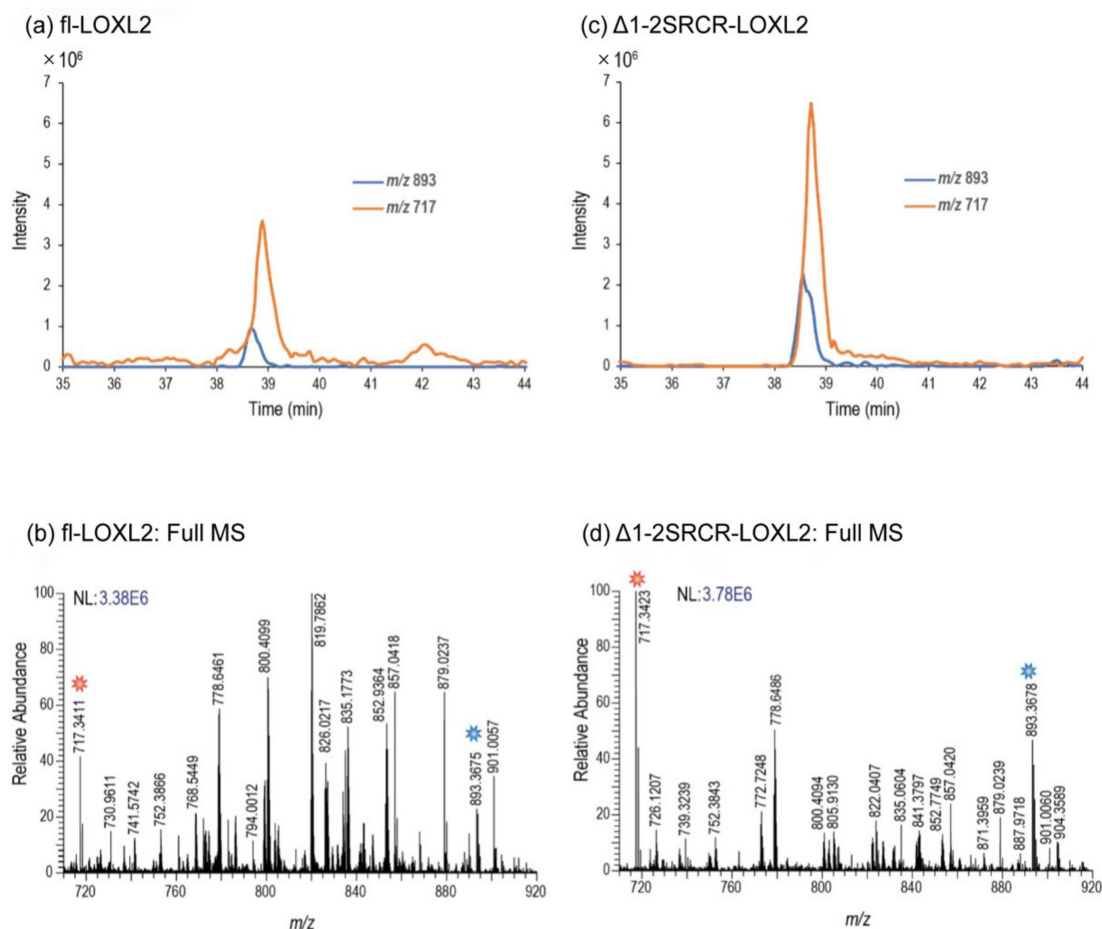 (a) fl-LOXL2
× 10⁶
7
6
5
4
3
2
1
0
Intensity
m/z 893
m/z 717
35 36 37 38 39 40 41 42 43 44
Time (min)
(c) Δ1-2SRCR-LOXL2
× 10⁶
7
6
5
4
3
2
1
0
Intensity
m/z 893
m/z 717
35 36 37 38 39 40 41 42 43 44
Time (min)
(b) fl-LOXL2: Full MS
NL:3.38E6
100
80
60
40
20
0
Relative Abundance
717.3411
730.9611
741.5742
752.3866
768.5449
778.6461
794.0012
800.4099
819.7862
826.0217
835.1773
852.9364
857.0418
879.0237
893.3675
901.0057
720 760 800 840 880 920
m/z
(d) Δ1-2SRCR-LOXL2: Full MS
NL:3.78E6
100
80
60
40
20
0
Relative Abundance
717.3423
726.1207
739.3239
752.3843
772.7248
778.6486
800.4094
805.9130
822.0407
835.0604
841.3797
852.7749
857.0420
871.3959
879.0239
887.9718
893.3678
901.0060
904.3589
720 760 800 840 880 920
m/z